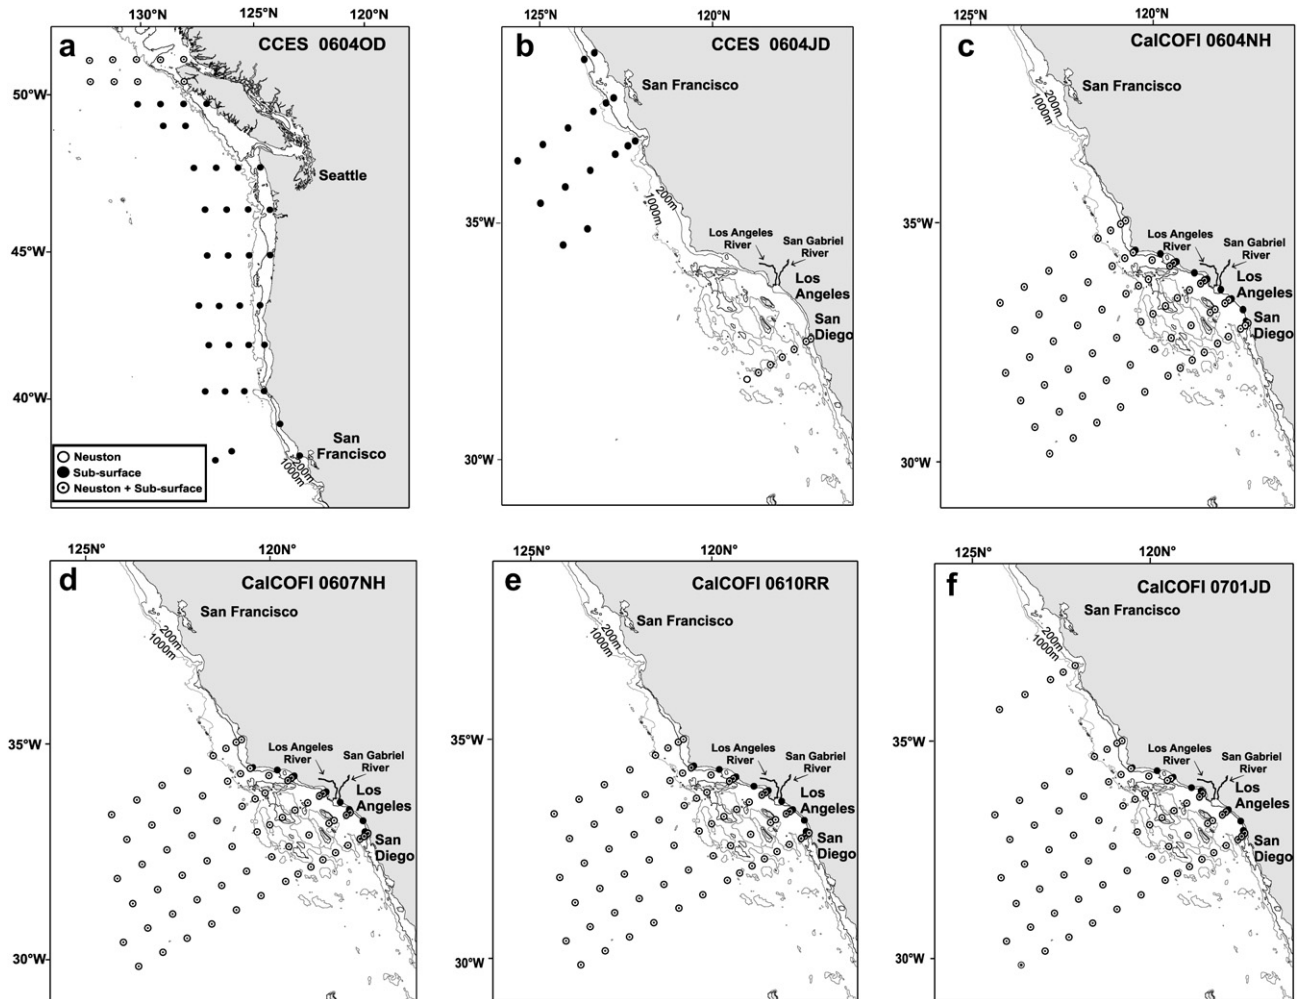 130°N
125°N
120°N
a
CCES 0604OD
50°W
Seattle
45°W
40°W
San
Francisco
200m
1000m
Neuston
Sub-surface
Neuston + Sub-surface
125°N
120°N
b
CCES 0604JD
San Francisco
35°W
200m
1000m
Los Angeles
River
San Gabriel
River
Los
Angeles
San
Diego
30°W
125°N
120°N
c
CalCOFI 0604NH
San Francisco
200m
1000m
35°W
Los Angeles
River
San Gabriel
River
Los
Angeles
San
Diego
30°W
125N°
120°N
d
CalCOFI 0607NH
San Francisco
200m
1000m
35°W
Los Angeles
River
San Gabriel
River
Los
Angeles
San
Diego
30°W
125°N
120°N
e
CalCOFI 0610RR
San Francisco
200m
1000m
35°W
Los Angeles
River
San Gabriel
River
Los
Angeles
San
Diego
30°W
125°N
120°N
f
CalCOFI 0701JD
San Francisco
200m
1000m
35°W
Los Angeles
River
San Gabriel
River
Los
Angeles
San
Diego
30°W